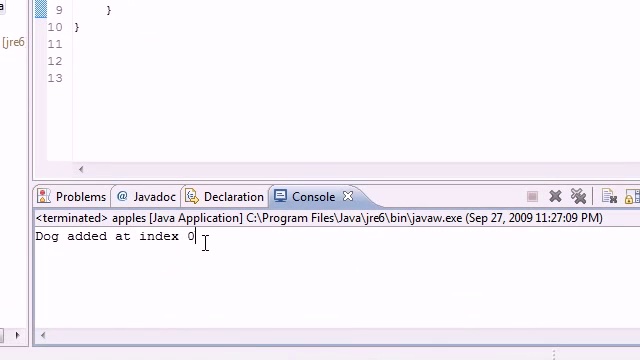 a
9 }
10 }
[jre6
11
12
13
Problems @ Javadoc Declaration Console
<terminated> apples [Java Application] C:\Program Files\Java\jre6\bin\javaw.exe (Sep 27, 2009 11:27:09 PM)
Dog added at index 0